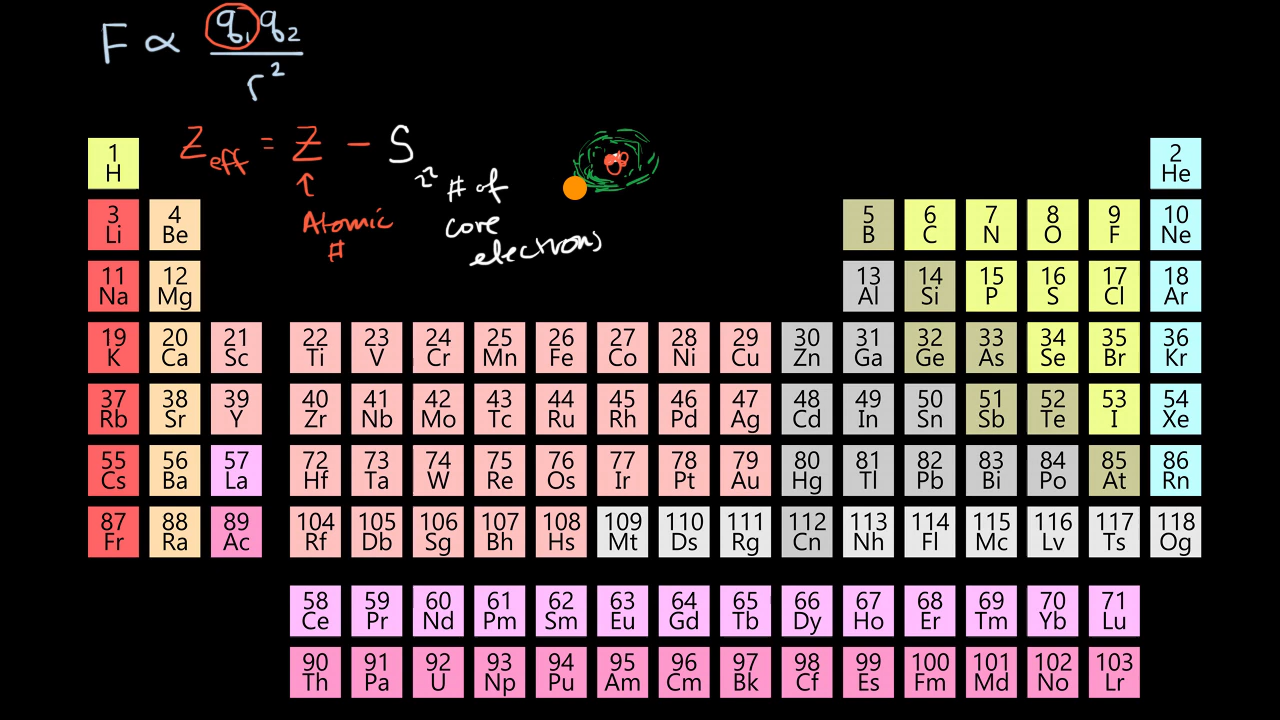 F ∝ q₁q₂
r²
Z eff = Z - S
≈ # of
core
electrons
↑
Atomic
#
1 2
H He
3 4 5 6 7 8 9 10
Li Be B C N O F Ne
11 12 13 14 15 16 17 18
Na Mg Al Si P S Cl Ar
19 20 21 22 23 24 25 26 27 28 29 30 31 32 33 34 35 36
K Ca Sc Ti V Cr Mn Fe Co Ni Cu Zn Ga Ge As Se Br Kr
37 38 39 40 41 42 43 44 45 46 47 48 49 50 51 52 53 54
Rb Sr Y Zr Nb Mo Tc Ru Rh Pd Ag Cd In Sn Sb Te I Xe
55 56 57 72 73 74 75 76 77 78 79 80 81 82 83 84 85 86
Cs Ba La Hf Ta W Re Os Ir Pt Au Hg Tl Pb Bi Po At Rn
87 88 89 104 105 106 107 108 109 110 111 112 113 114 115 116 117 118
Fr Ra Ac Rf Db Sg Bh Hs Mt Ds Rg Cn Nh Fl Mc Lv Ts Og
58 59 60 61 62 63 64 65 66 67 68 69 70 71
Ce Pr Nd Pm Sm Eu Gd Tb Dy Ho Er Tm Yb Lu
90 91 92 93 94 95 96 97 98 99 100 101 102 103
Th Pa U Np Pu Am Cm Bk Cf Es Fm Md No Lr